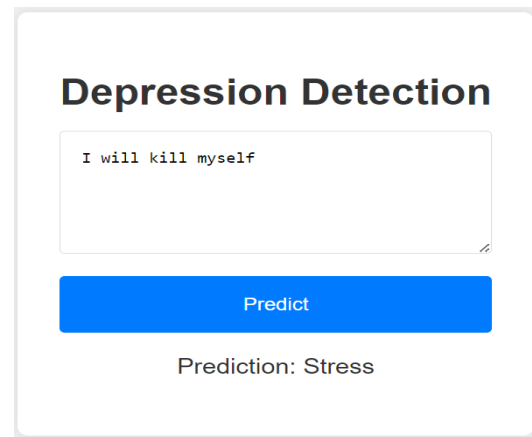 Depression Detection
I will kill myself
Predict
Prediction: Stress